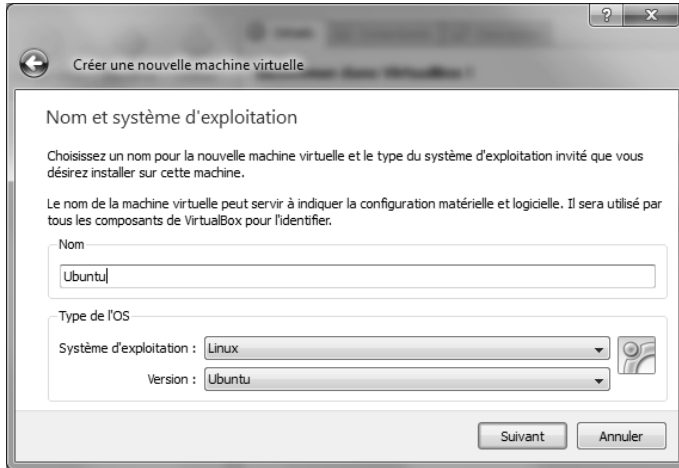 ? X
Créer une nouvelle machine virtuelle
Nom et système d'exploitation
Choisissez un nom pour la nouvelle machine virtuelle et le type du système d'exploitation invité que vous
désirez installer sur cette machine.
Le nom de la machine virtuelle peut servir à indiquer la configuration matérielle et logicielle. Il sera utilisé par
tous les composants de VirtualBox pour l'identifier.
Nom
Ubuntu
Type de l'OS
Système d'exploitation : Linux
Version : Ubuntu
Suivant Annuler